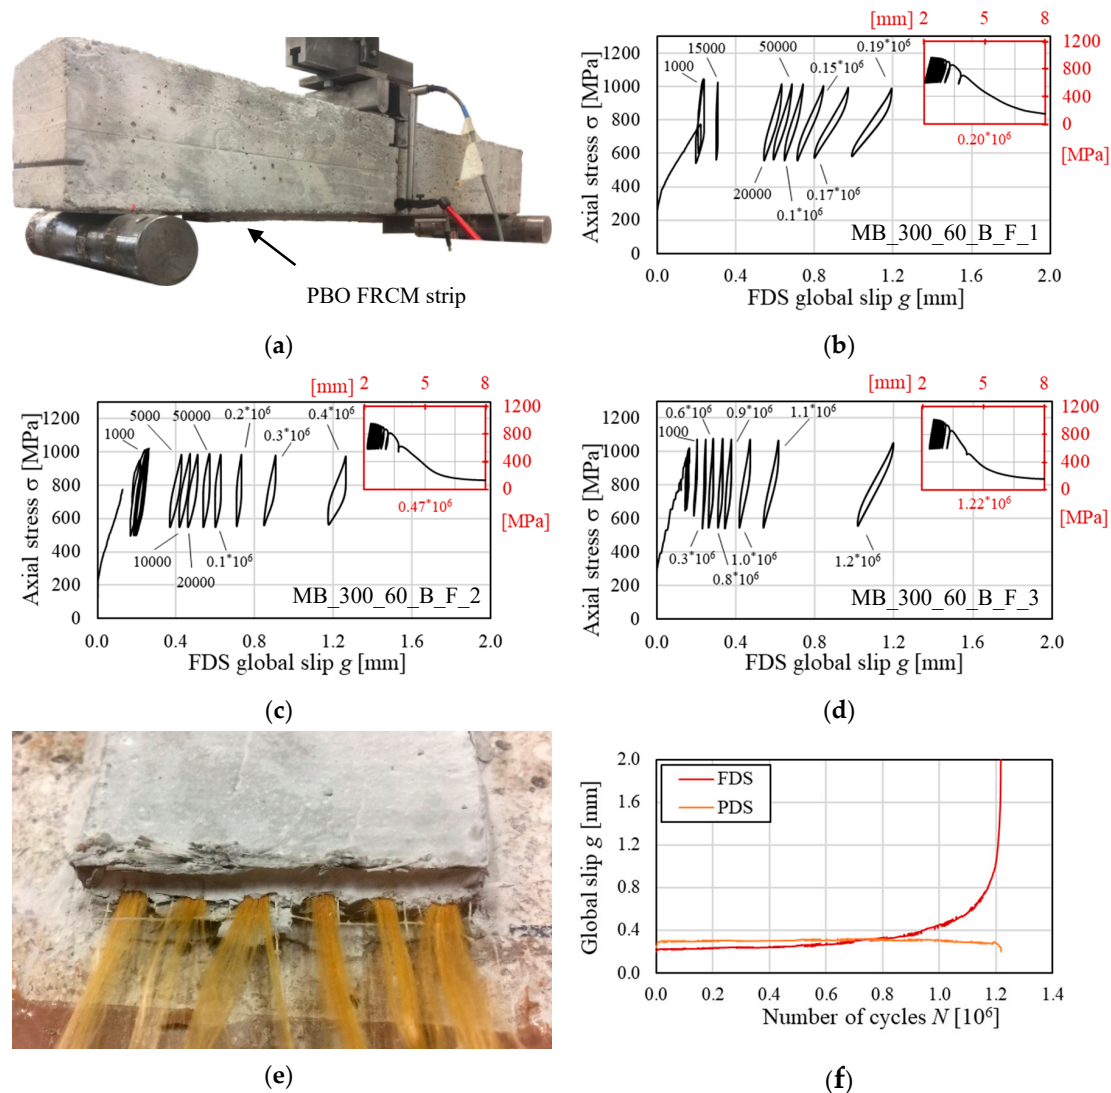 PBO FRCM strip
(a)
[mm] 2 5 8
1200
1000
800
600
400
200
0
Axial stress σ [MPa]
1000
15000
50000
0.15*10⁶
0.19*10⁶
20000
0.1*10⁶
0.17*10⁶
1200
800
400
0
[MPa]
0.20*10⁶
MB_300_60_B_F_1
0.0 0.4 0.8 1.2 1.6 2.0
FDS global slip g [mm]
(b)
[mm] 2 5 8
1200
1000
800
600
400
200
0
Axial stress σ [MPa]
1000
5000
50000
0.2*10⁶
0.3*10⁶
0.4*10⁶
10000
20000
0.1*10⁶
1200
800
400
0
[MPa]
0.47*10⁶
MB_300_60_B_F_2
0.0 0.4 0.8 1.2 1.6 2.0
FDS global slip g [mm]
(c)
[mm] 2 5 8
1200
1000
800
600
400
200
0
Axial stress σ [MPa]
1000
0.6*10⁶
0.9*10⁶
1.1*10⁶
0.3*10⁶
0.8*10⁶
1.0*10⁶
1.2*10⁶
1200
800
400
0
[MPa]
1.22*10⁶
MB_300_60_B_F_3
0.0 0.4 0.8 1.2 1.6 2.0
FDS global slip g [mm]
(d)
(e)
2.0
1.6
1.2
0.8
0.4
0.0
Global slip g [mm]
FDS
PDS
0.0 0.2 0.4 0.6 0.8 1.0 1.2 1.4
Number of cycles N [10⁶]
(f)